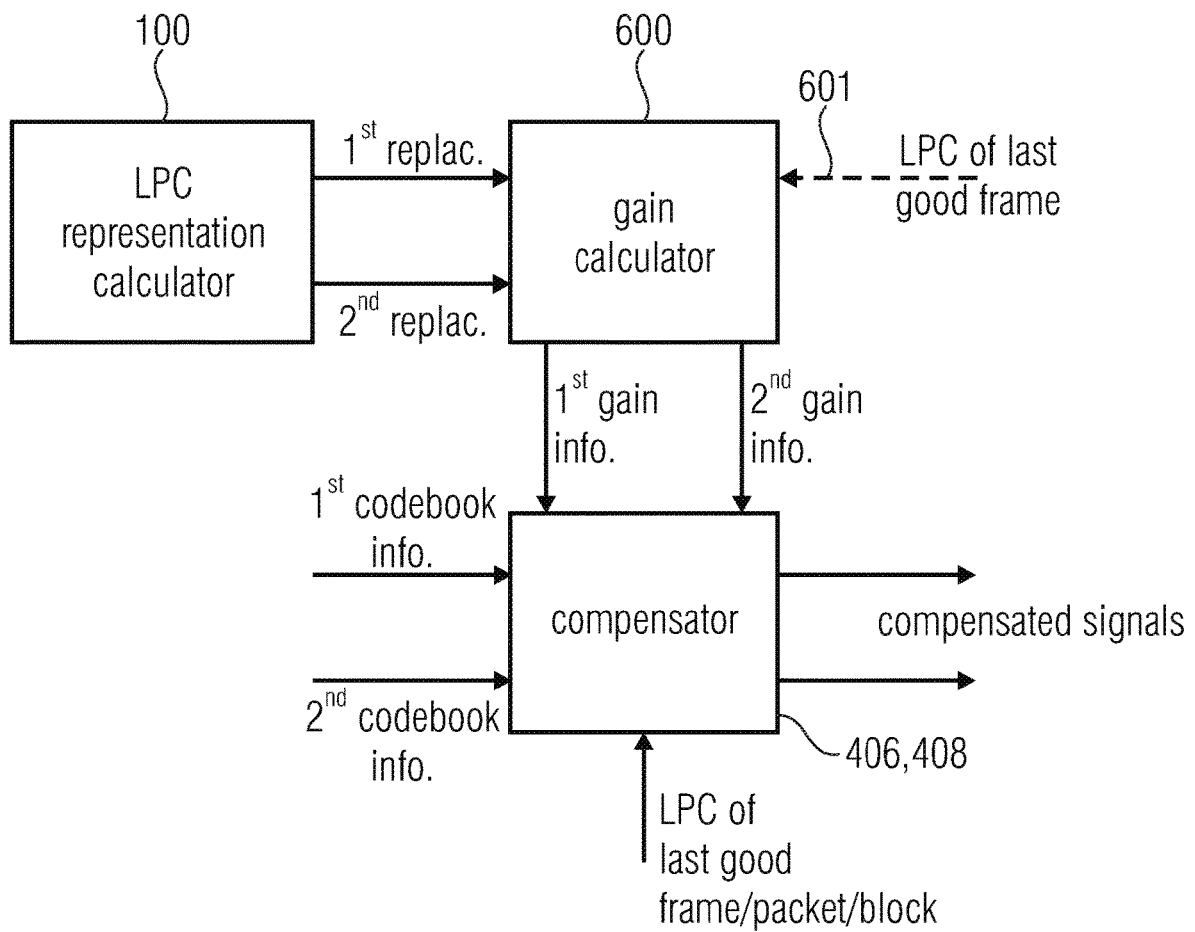 100
600
601
LPC
representation
calculator
1st replac.
2nd replac.
gain
calculator
LPC of last
good frame
1st gain
info.
2nd gain
info.
1st codebook
info.
2nd codebook
info.
compensator
compensated signals
406,408
LPC of
last good
frame/packet/block